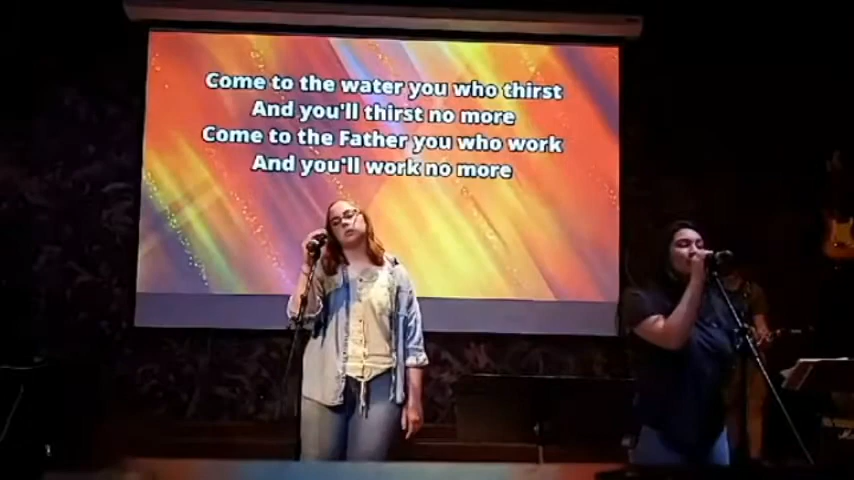 Come to the water you who thirst
And you'll thirst no more
Come to the Father you who work
And you'll work no more